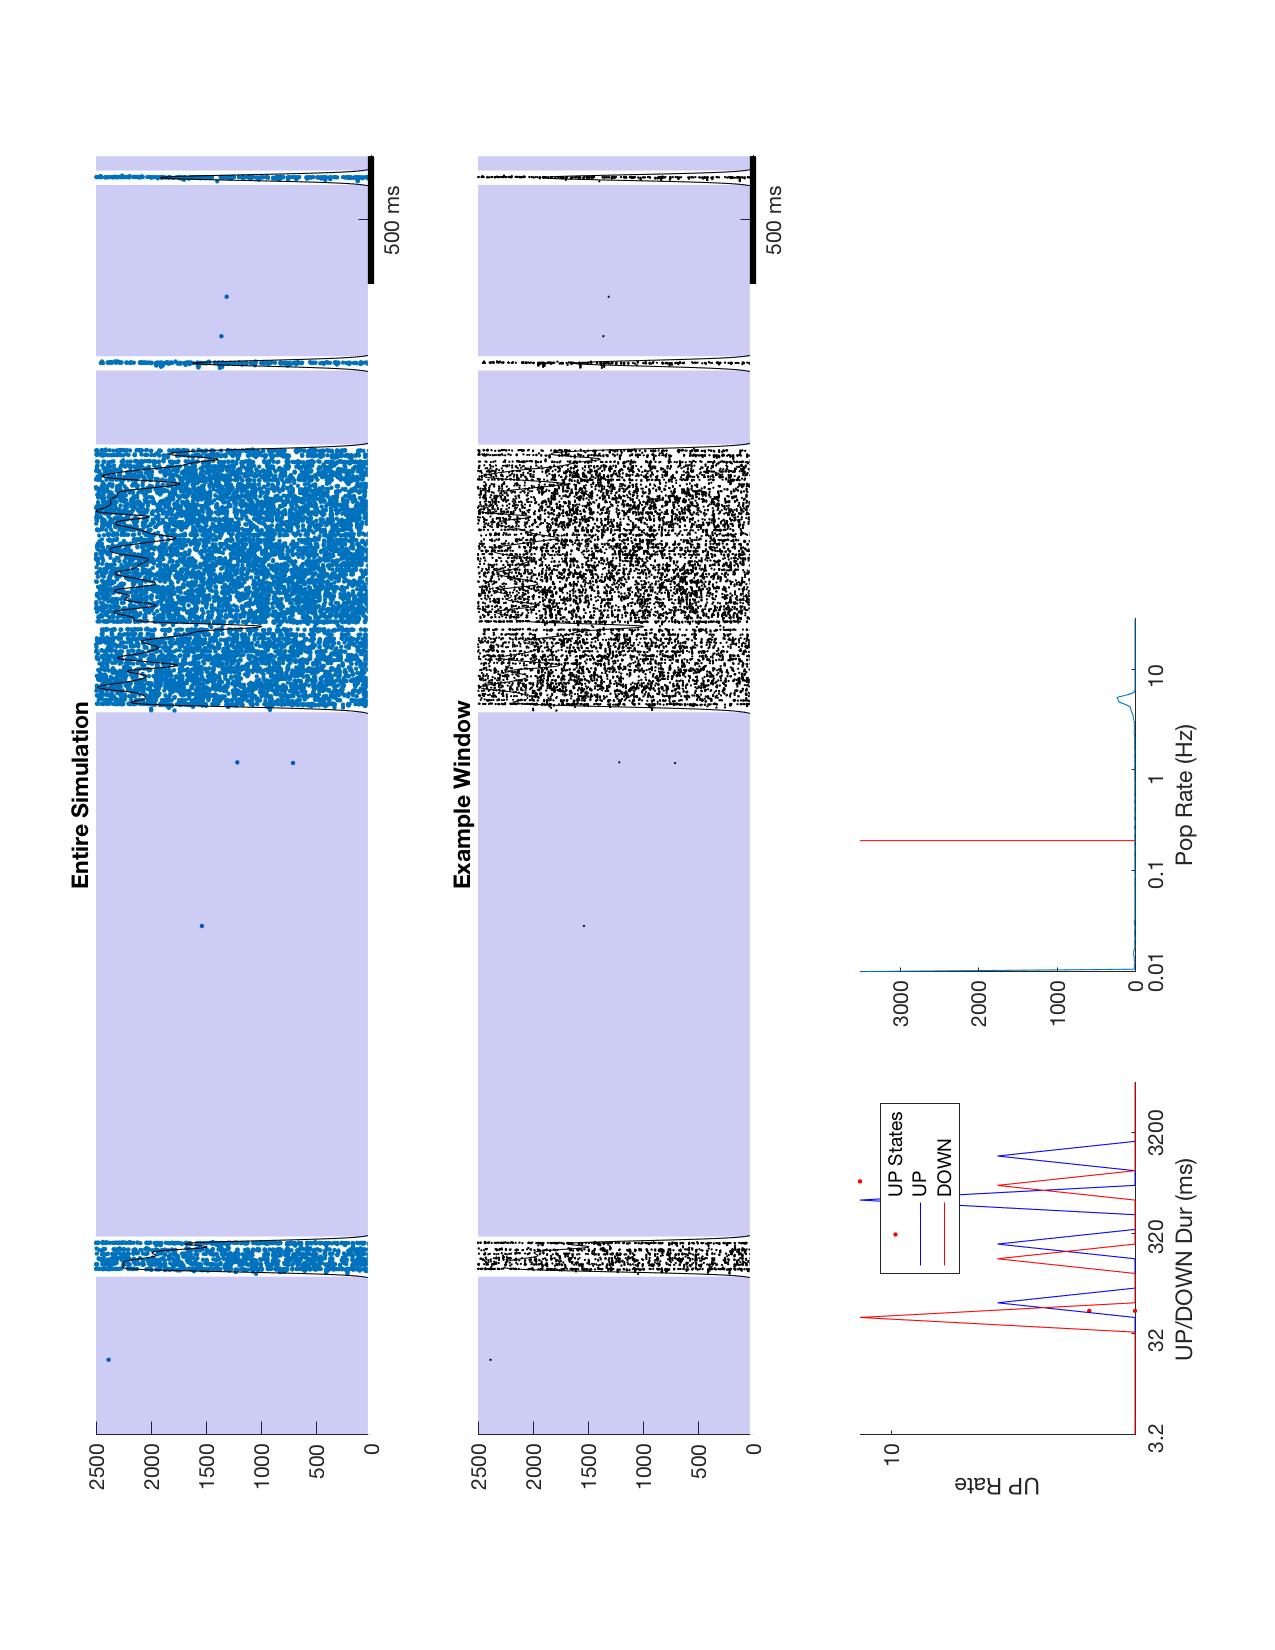 Entire Simulation
2500
2000
1500
1000
500
0
500 ms
Example Window
2500
2000
1500
1000
500
0
500 ms
UP Rate
10
UP States
UP
DOWN
3.2 32 320 3200
UP/DOWN Dur (ms)
3000
2000
1000
0
0.01 0.1 1 10
Pop Rate (Hz)